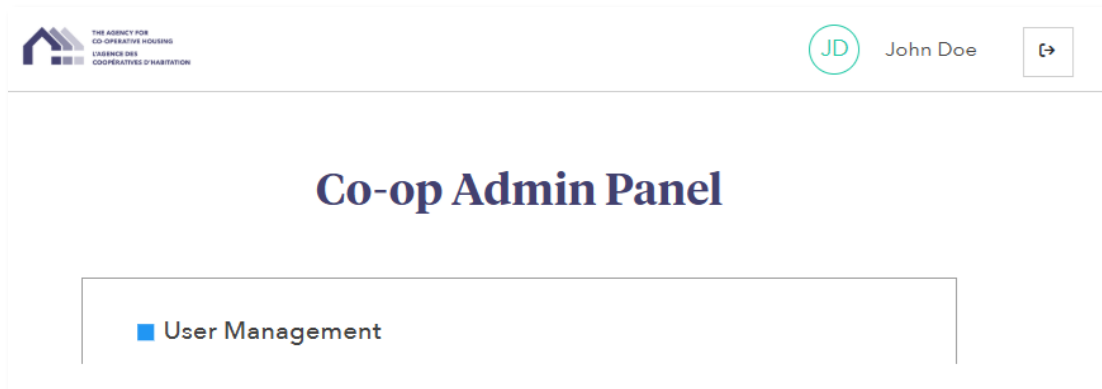 THE AGENCY FOR
CO-OPERATIVE HOUSING
L'AGENCE DES
COOPÉRATIVES D'HABITATION
JD
John Doe
Co-op Admin Panel
User Management